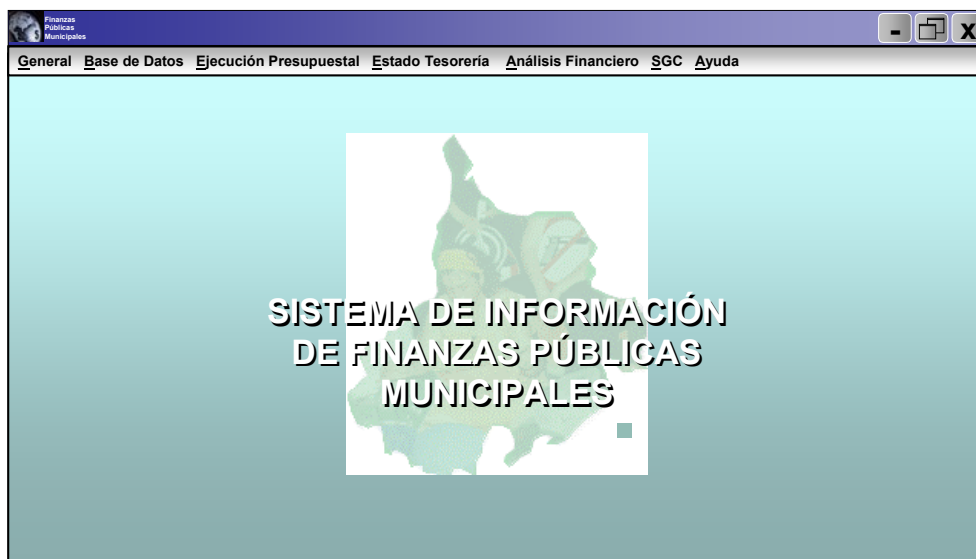 Finanzas
Públicas
Municipales
- X
General Base de Datos Ejecución Presupuestal Estado Tesorería Análisis Financiero SGC Ayuda
SISTEMA DE INFORMACIÓN
DE FINANZAS PÚBLICAS
MUNICIPALES